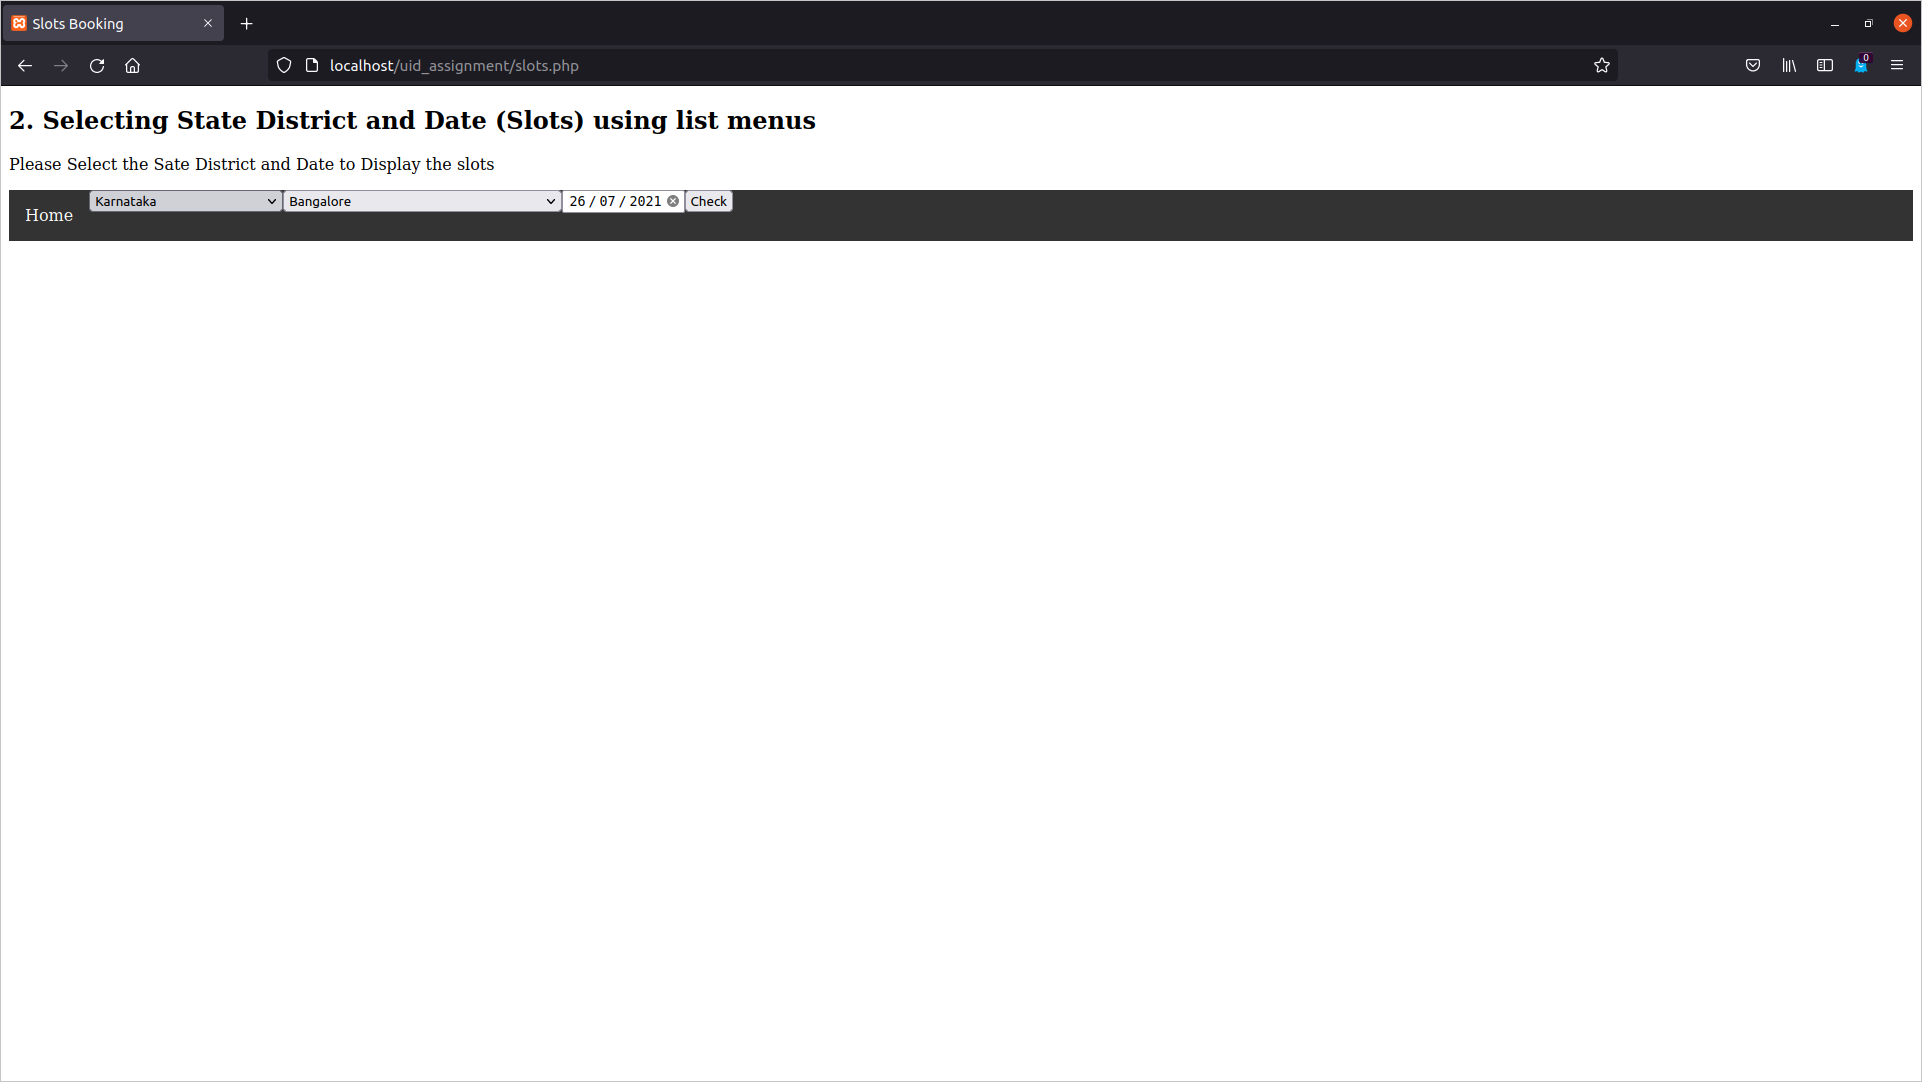 Slots Booking
localhost/uid_assignment/slots.php
0
2. Selecting State District and Date (Slots) using list menus
Please Select the Sate District and Date to Display the slots
Home Karnataka Bangalore 26 / 07 / 2021 Check